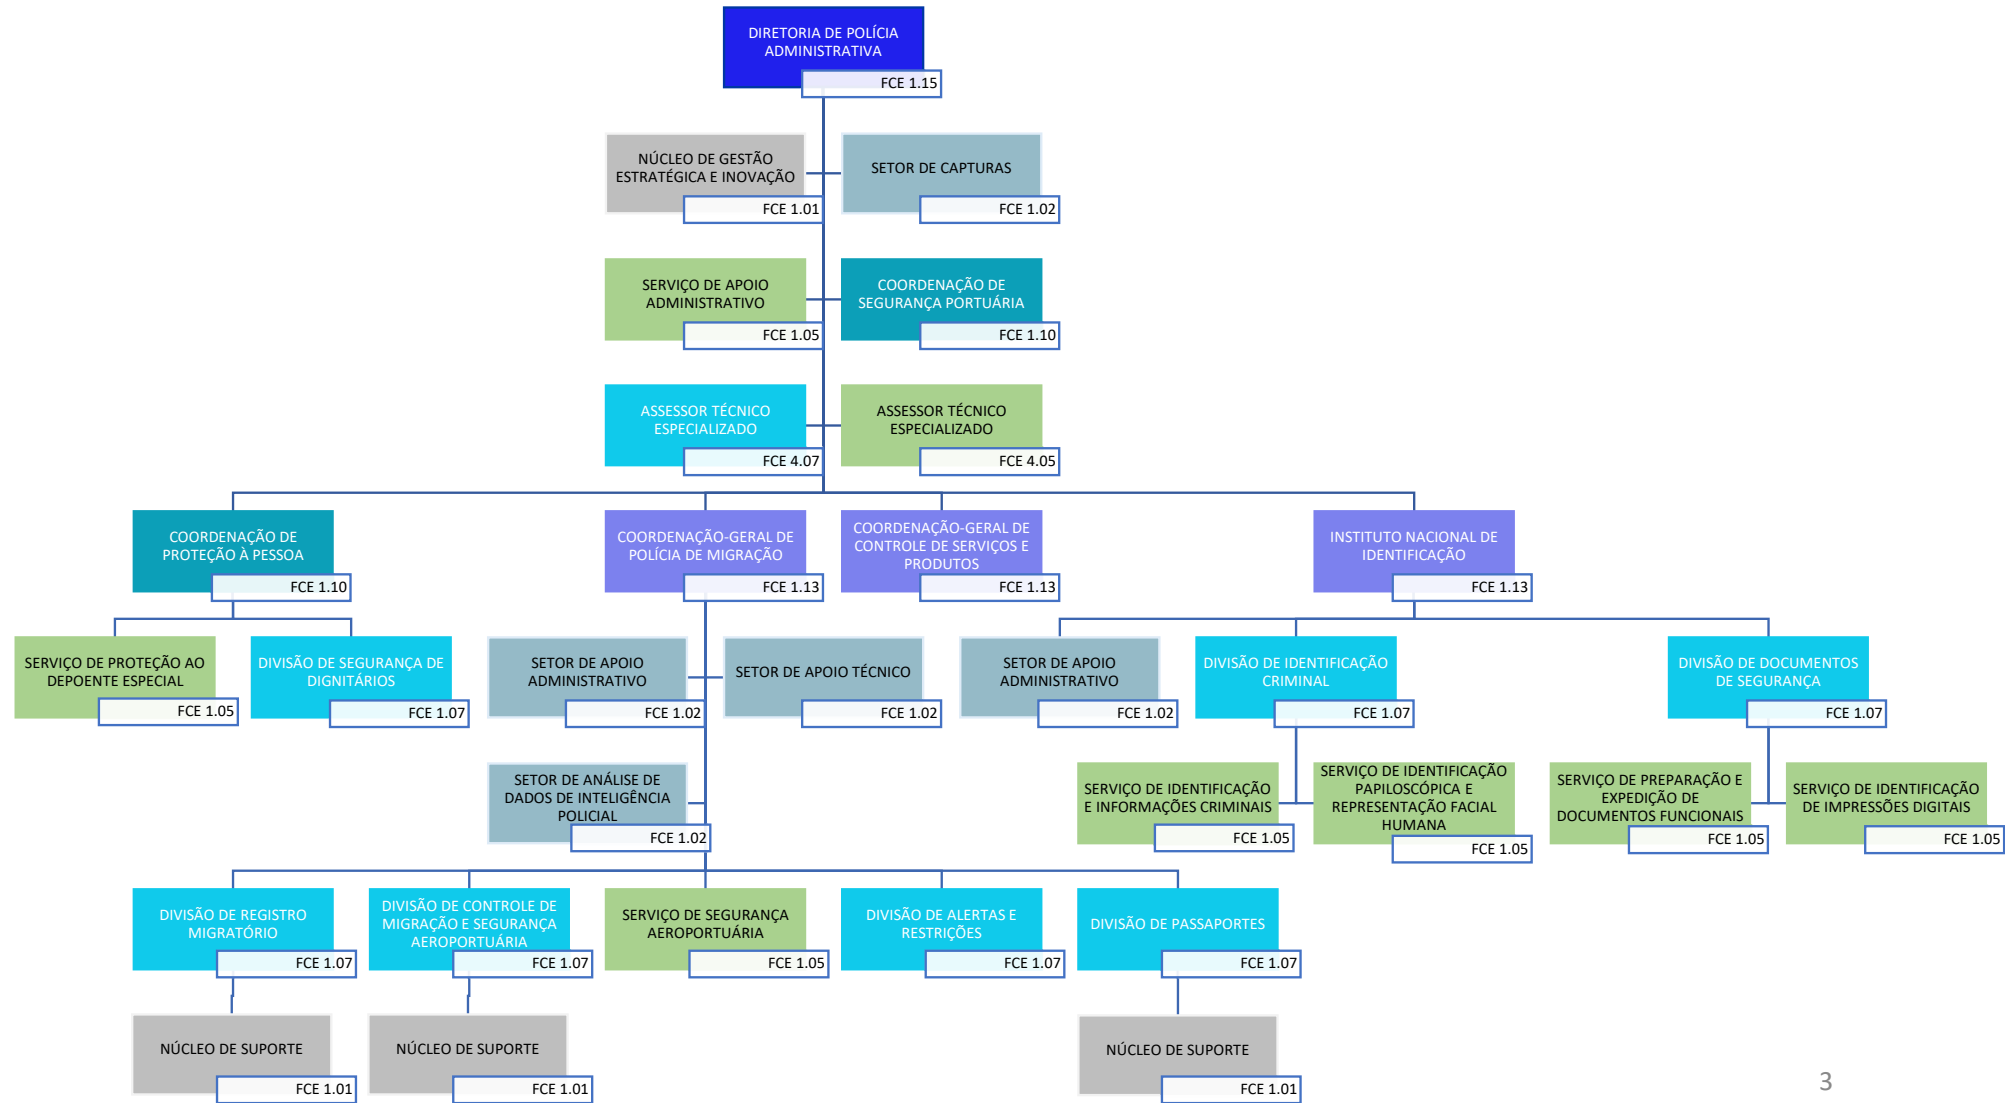 DIRETORIA DE POLÍCIA
ADMINISTRATIVA
FCE 1.15
NÚCLEO DE GESTÃO
ESTRATÉGICA E INOVAÇÃO
FCE 1.01
SETOR DE CAPTURAS
FCE 1.02
SERVIÇO DE APOIO
ADMINISTRATIVO
FCE 1.05
COORDENAÇÃO DE
SEGURANÇA PORTUÁRIA
FCE 1.10
ASSESSOR TÉCNICO
ESPECIALIZADO
FCE 4.07
ASSESSOR TÉCNICO
ESPECIALIZADO
FCE 4.05
COORDENAÇÃO DE
PROTEÇÃO À PESSOA
FCE 1.10
COORDENAÇÃO-GERAL DE
POLÍCIA DE MIGRAÇÃO
FCE 1.13
COORDENAÇÃO-GERAL DE
CONTROLE DE SERVIÇOS E
PRODUTOS
FCE 1.13
INSTITUTO NACIONAL DE
IDENTIFICAÇÃO
FCE 1.13
SERVIÇO DE PROTEÇÃO AO
DEPOENTE ESPECIAL
FCE 1.05
DIVISÃO DE SEGURANÇA DE
DIGNITÁRIOS
FCE 1.07
SETOR DE APOIO
ADMINISTRATIVO
FCE 1.02
SETOR DE APOIO TÉCNICO
FCE 1.02
SETOR DE APOIO
ADMINISTRATIVO
FCE 1.02
DIVISÃO DE IDENTIFICAÇÃO
CRIMINAL
FCE 1.07
DIVISÃO DE DOCUMENTOS
DE SEGURANÇA
FCE 1.07
SETOR DE ANÁLISE DE
DADOS DE INTELIGÊNCIA
POLICIAL
FCE 1.02
SERVIÇO DE IDENTIFICAÇÃO
E INFORMAÇÕES CRIMINAIS
FCE 1.05
SERVIÇO DE IDENTIFICAÇÃO
PAPILOSCÓPICA E
REPRESENTAÇÃO FACIAL
HUMANA
FCE 1.05
SERVIÇO DE PREPARAÇÃO E
EXPEDIÇÃO DE
DOCUMENTOS FUNCIONAIS
FCE 1.05
SERVIÇO DE IDENTIFICAÇÃO
DE IMPRESSÕES DIGITAIS
FCE 1.05
DIVISÃO DE REGISTRO
MIGRATÓRIO
FCE 1.07
DIVISÃO DE CONTROLE DE
MIGRAÇÃO E SEGURANÇA
AEROPORTUÁRIA
FCE 1.07
SERVIÇO DE SEGURANÇA
AEROPORTUÁRIA
FCE 1.05
DIVISÃO DE ALERTAS E
RESTRIÇÕES
FCE 1.07
DIVISÃO DE PASSAPORTES
FCE 1.07
NÚCLEO DE SUPORTE
FCE 1.01
NÚCLEO DE SUPORTE
FCE 1.01
NÚCLEO DE SUPORTE
FCE 1.01
3